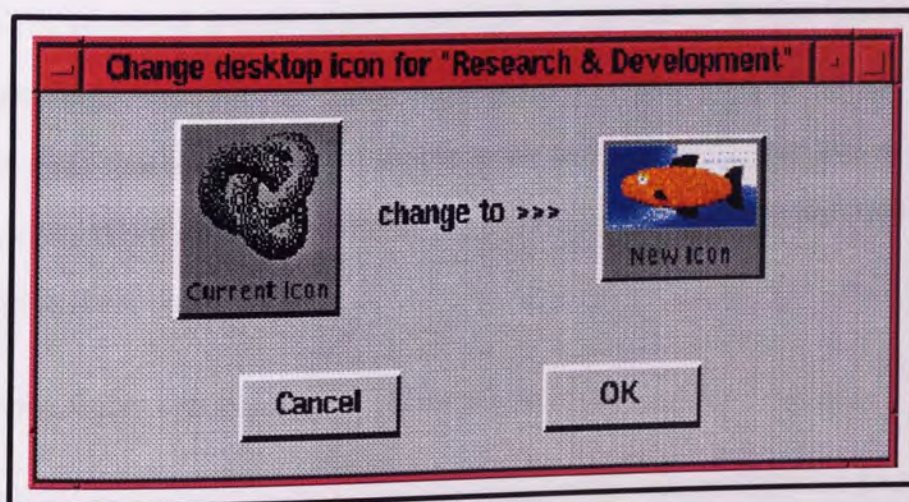 Change desktop icon for "Research & Development"
change to >>>
Current Icon
New Icon
Cancel
OK